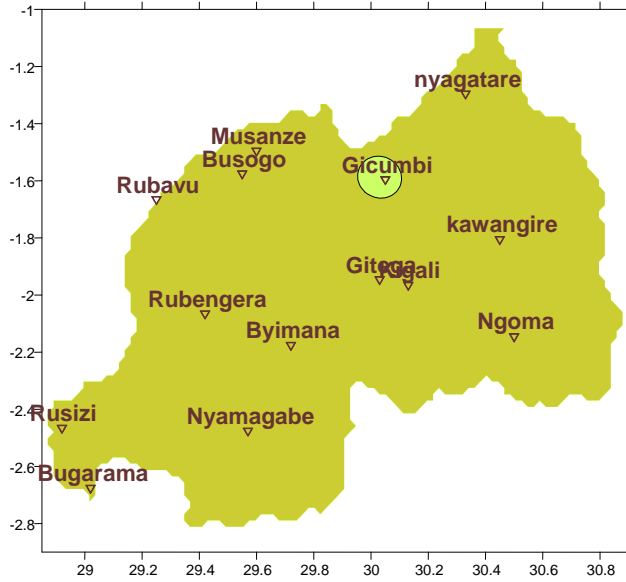 -1
-1.2
-1.4
-1.6
-1.8
-2
-2.2
-2.4
-2.6
-2.8
nyagatare
Musanze
Busogo
Gicumbi
Rubavu
kawangire
Gitega
Kigali
Rubengera
Ngoma
Byimana
Rusizi
Nyamagabe
Bugarama
29 29.2 29.4 29.6 29.8 30 30.2 30.4 30.6 30.8